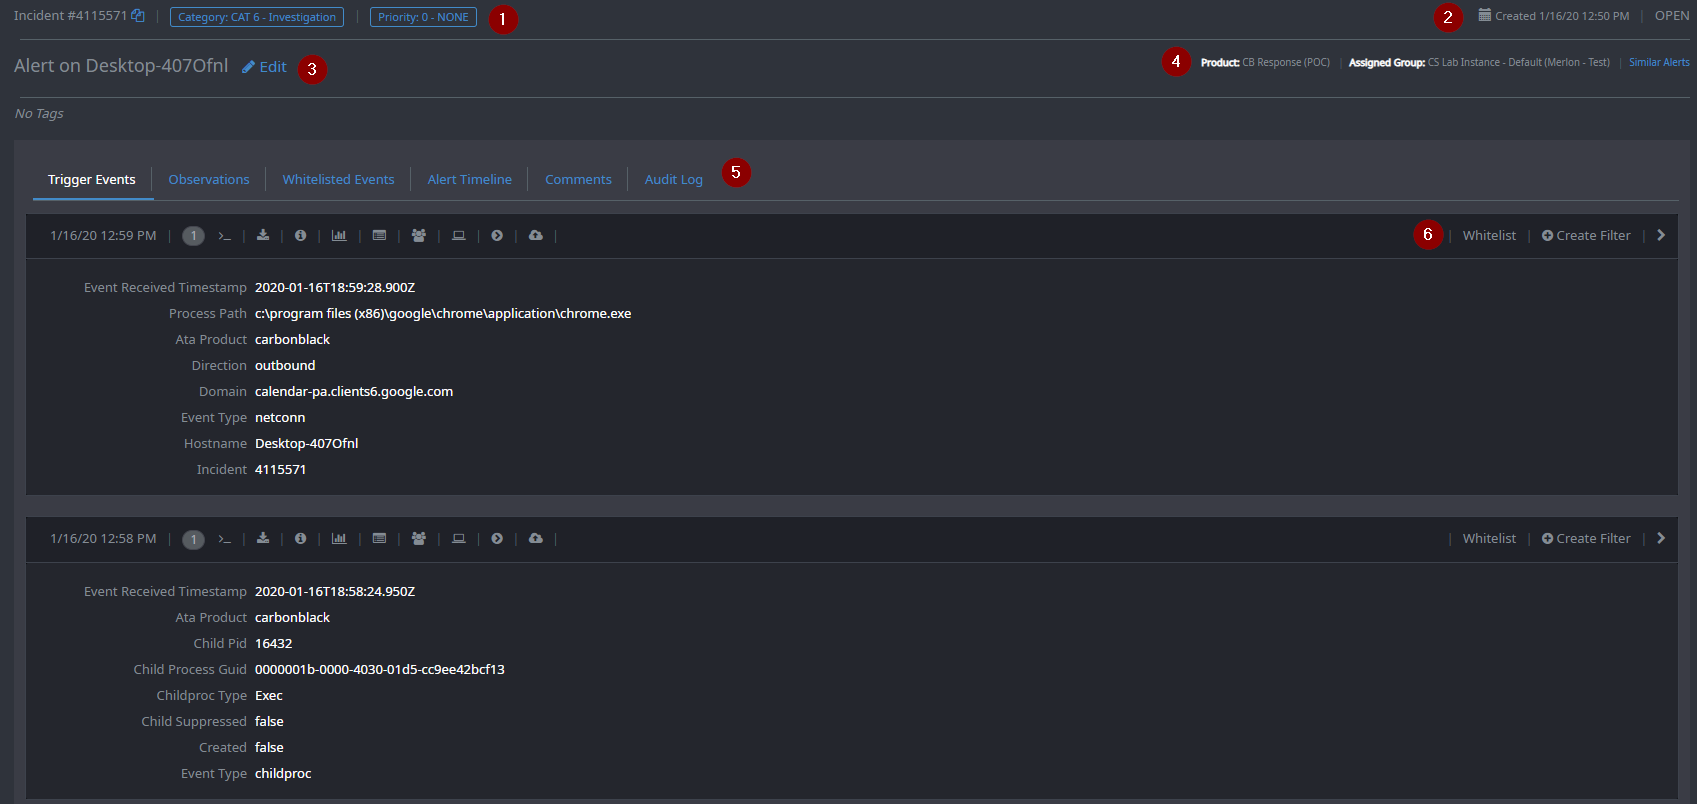 Incident #4115571 | Category: CAT 6 - Investigation | Priority: 0 - NONE 1 2 Created 1/16/20 12:50 PM | OPEN
Alert on Desktop-407Ofnl Edit 3 4 Product: CB Response (POC) | Assigned Group: CS Lab Instance - Default (Merlon - Test) | Similar Alerts
No Tags
Trigger Events | Observations | Whitelisted Events | Alert Timeline | Comments | Audit Log 5
1/16/20 12:59 PM | 1 >_ | | | | | | | | | 6 | Whitelist | Create Filter |
Event Received Timestamp 2020-01-16T18:59:28.900Z
Process Path c:\program files (x86)\google\chrome\application\chrome.exe
Ata Product carbonblack
Direction outbound
Domain calendar-pa.clients6.google.com
Event Type netconn
Hostname Desktop-407Ofnl
Incident 4115571
1/16/20 12:58 PM | 1 >_ | | | | | | | | | | Whitelist | Create Filter |
Event Received Timestamp 2020-01-16T18:58:24.950Z
Ata Product carbonblack
Child Pid 16432
Child Process Guid 0000001b-0000-4030-01d5-cc9ee42bcf13
Childproc Type Exec
Child Suppressed false
Created false
Event Type childproc